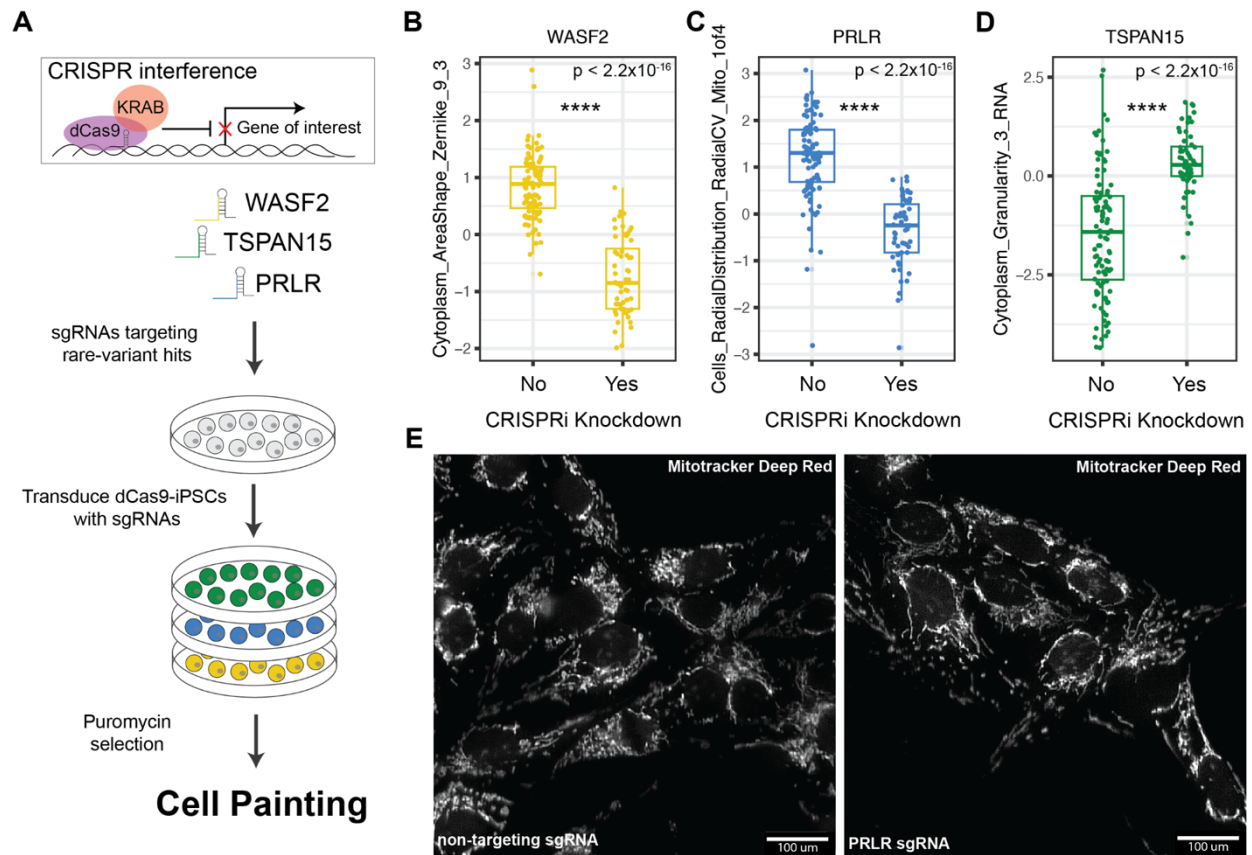 A
CRISPR interference
KRAB
dCas9
Gene of interest
WASF2
TSPAN15
PRLR
sgRNAs targeting
rare-variant hits
Transduce dCas9-iPSCs
with sgRNAs
Puromycin
selection
Cell Painting
B
WASF2
p < 2.2x10-16
****
Cytoplasm_AreaShape_Zernike_9_3
3
2
1
0
−1
−2
No Yes
CRISPRi Knockdown
C
PRLR
p < 2.2x10-16
****
Cells_RadialDistribution_RadialCV_Mito_1of4
3
2
1
0
−1
−2
−3
No Yes
CRISPRi Knockdown
D
TSPAN15
p < 2.2x10-16
****
Cytoplasm_Granularity_3_RNA
2.5
0.0
−2.5
No Yes
CRISPRi Knockdown
E
Mitotracker Deep Red
non-targeting sgRNA
100 um
Mitotracker Deep Red
PRLR sgRNA
100 um